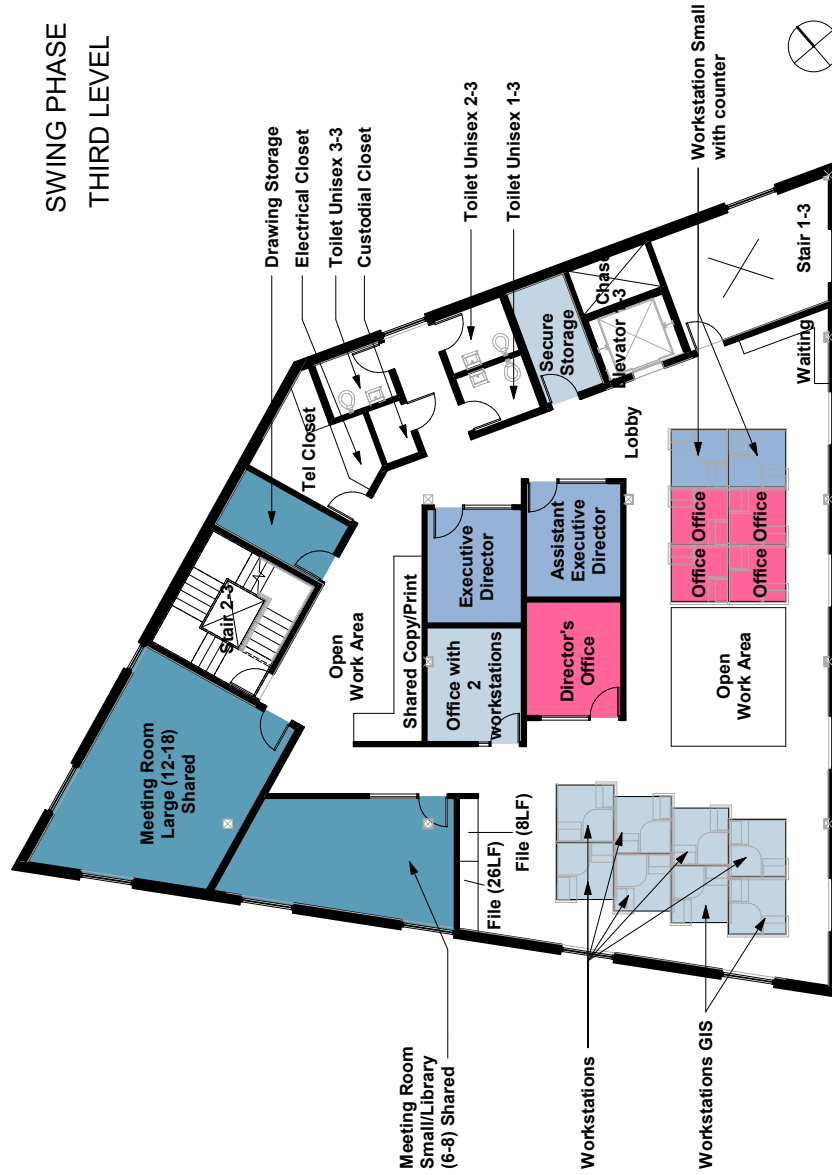 SWING PHASE
THIRD LEVEL
Drawing Storage
Electrical Closet
Toilet Unisex 3-3
Custodial Closet
Toilet Unisex 2-3
Toilet Unisex 1-3
Workstation Small
with counter
Tel Closet
Stair 2-3
Meeting Room
Large (12-18)
Shared
Open
Work Area
Shared Copy/Print
Executive
Director
Assistant
Executive
Director
Office with
2
workstations
Director's
Office
Secure
Storage
Chase
Elevator 1-3
Stair 1-3
Lobby
Waiting
Office
Office
Office
Office
Open
Work Area
File (26LF)
File (8LF)
Meeting Room
Small/Library
(6-8) Shared
Workstations
Workstations GIS